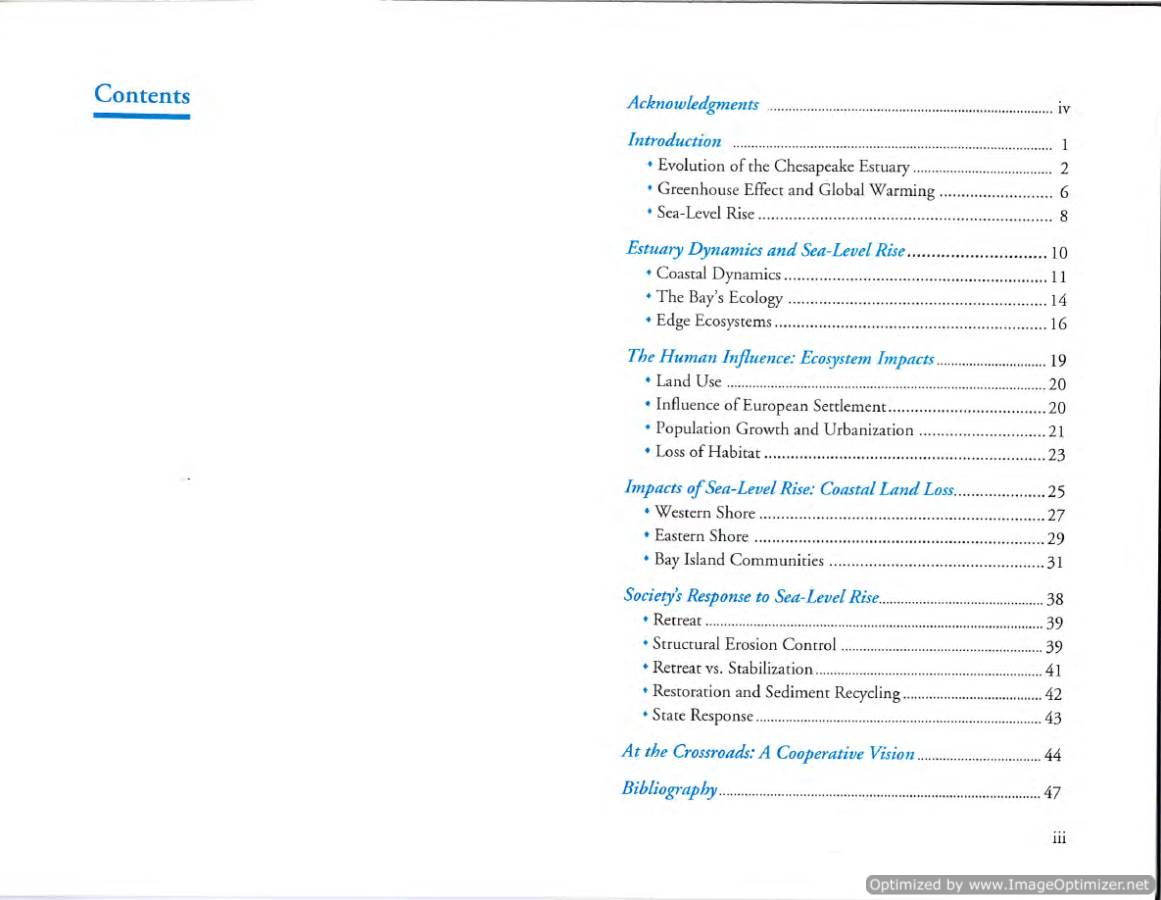 Contents
Acknowledgments ........ iv
Introduction ........ 1
• Evolution of the Chesapeake Estuary ........ 2
• Greenhouse Effect and Global Warming ........ 6
• Sea-Level Rise ........ 8
Estuary Dynamics and Sea-Level Rise ........ 10
• Coastal Dynamics ........ 11
• The Bay's Ecology ........ 14
• Edge Ecosystems ........ 16
The Human Influence: Ecosystem Impacts ........ 19
• Land Use ........ 20
• Influence of European Settlement ........ 20
• Population Growth and Urbanization ........ 21
• Loss of Habitat ........ 23
Impacts of Sea-Level Rise: Coastal Land Loss ........ 25
• Western Shore ........ 27
• Eastern Shore ........ 29
• Bay Island Communities ........ 31
Society's Response to Sea-Level Rise ........ 38
• Retreat ........ 39
• Structural Erosion Control ........ 39
• Retreat vs. Stabilization ........ 41
• Restoration and Sediment Recycling ........ 42
• State Response ........ 43
At the Crossroads: A Cooperative Vision ........ 44
Bibliography ........ 47
iii
Optimized by www.ImageOptimizer.net